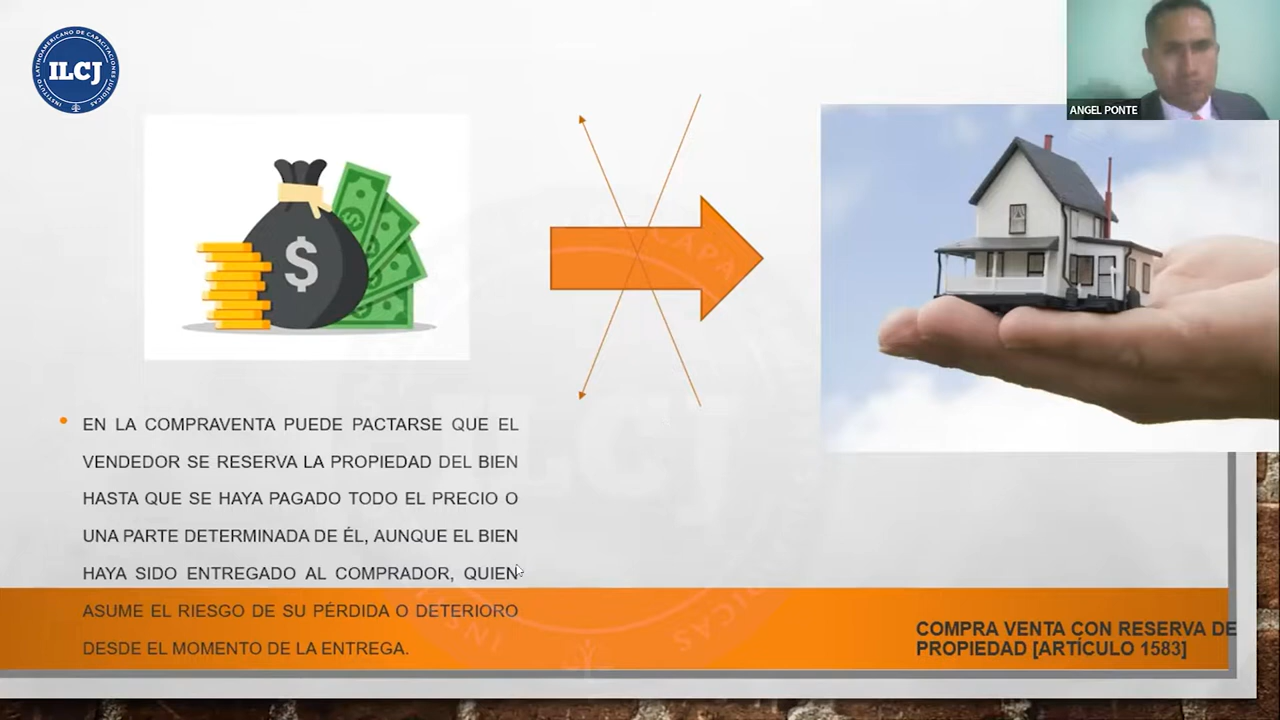 INSTITUTO LATINOAMERICANO DE CAPACITACIONES JURÍDICAS
ILCJ
ANGEL PONTE
$
EN LA COMPRAVENTA PUEDE PACTARSE QUE EL
VENDEDOR SE RESERVA LA PROPIEDAD DEL BIEN
HASTA QUE SE HAYA PAGADO TODO EL PRECIO O
UNA PARTE DETERMINADA DE ÉL, AUNQUE EL BIEN
HAYA SIDO ENTREGADO AL COMPRADOR, QUIEN
ASUME EL RIESGO DE SU PÉRDIDA O DETERIORO
DESDE EL MOMENTO DE LA ENTREGA.
COMPRA VENTA CON RESERVA DE
PROPIEDAD [ARTÍCULO 1583]
ILCJ